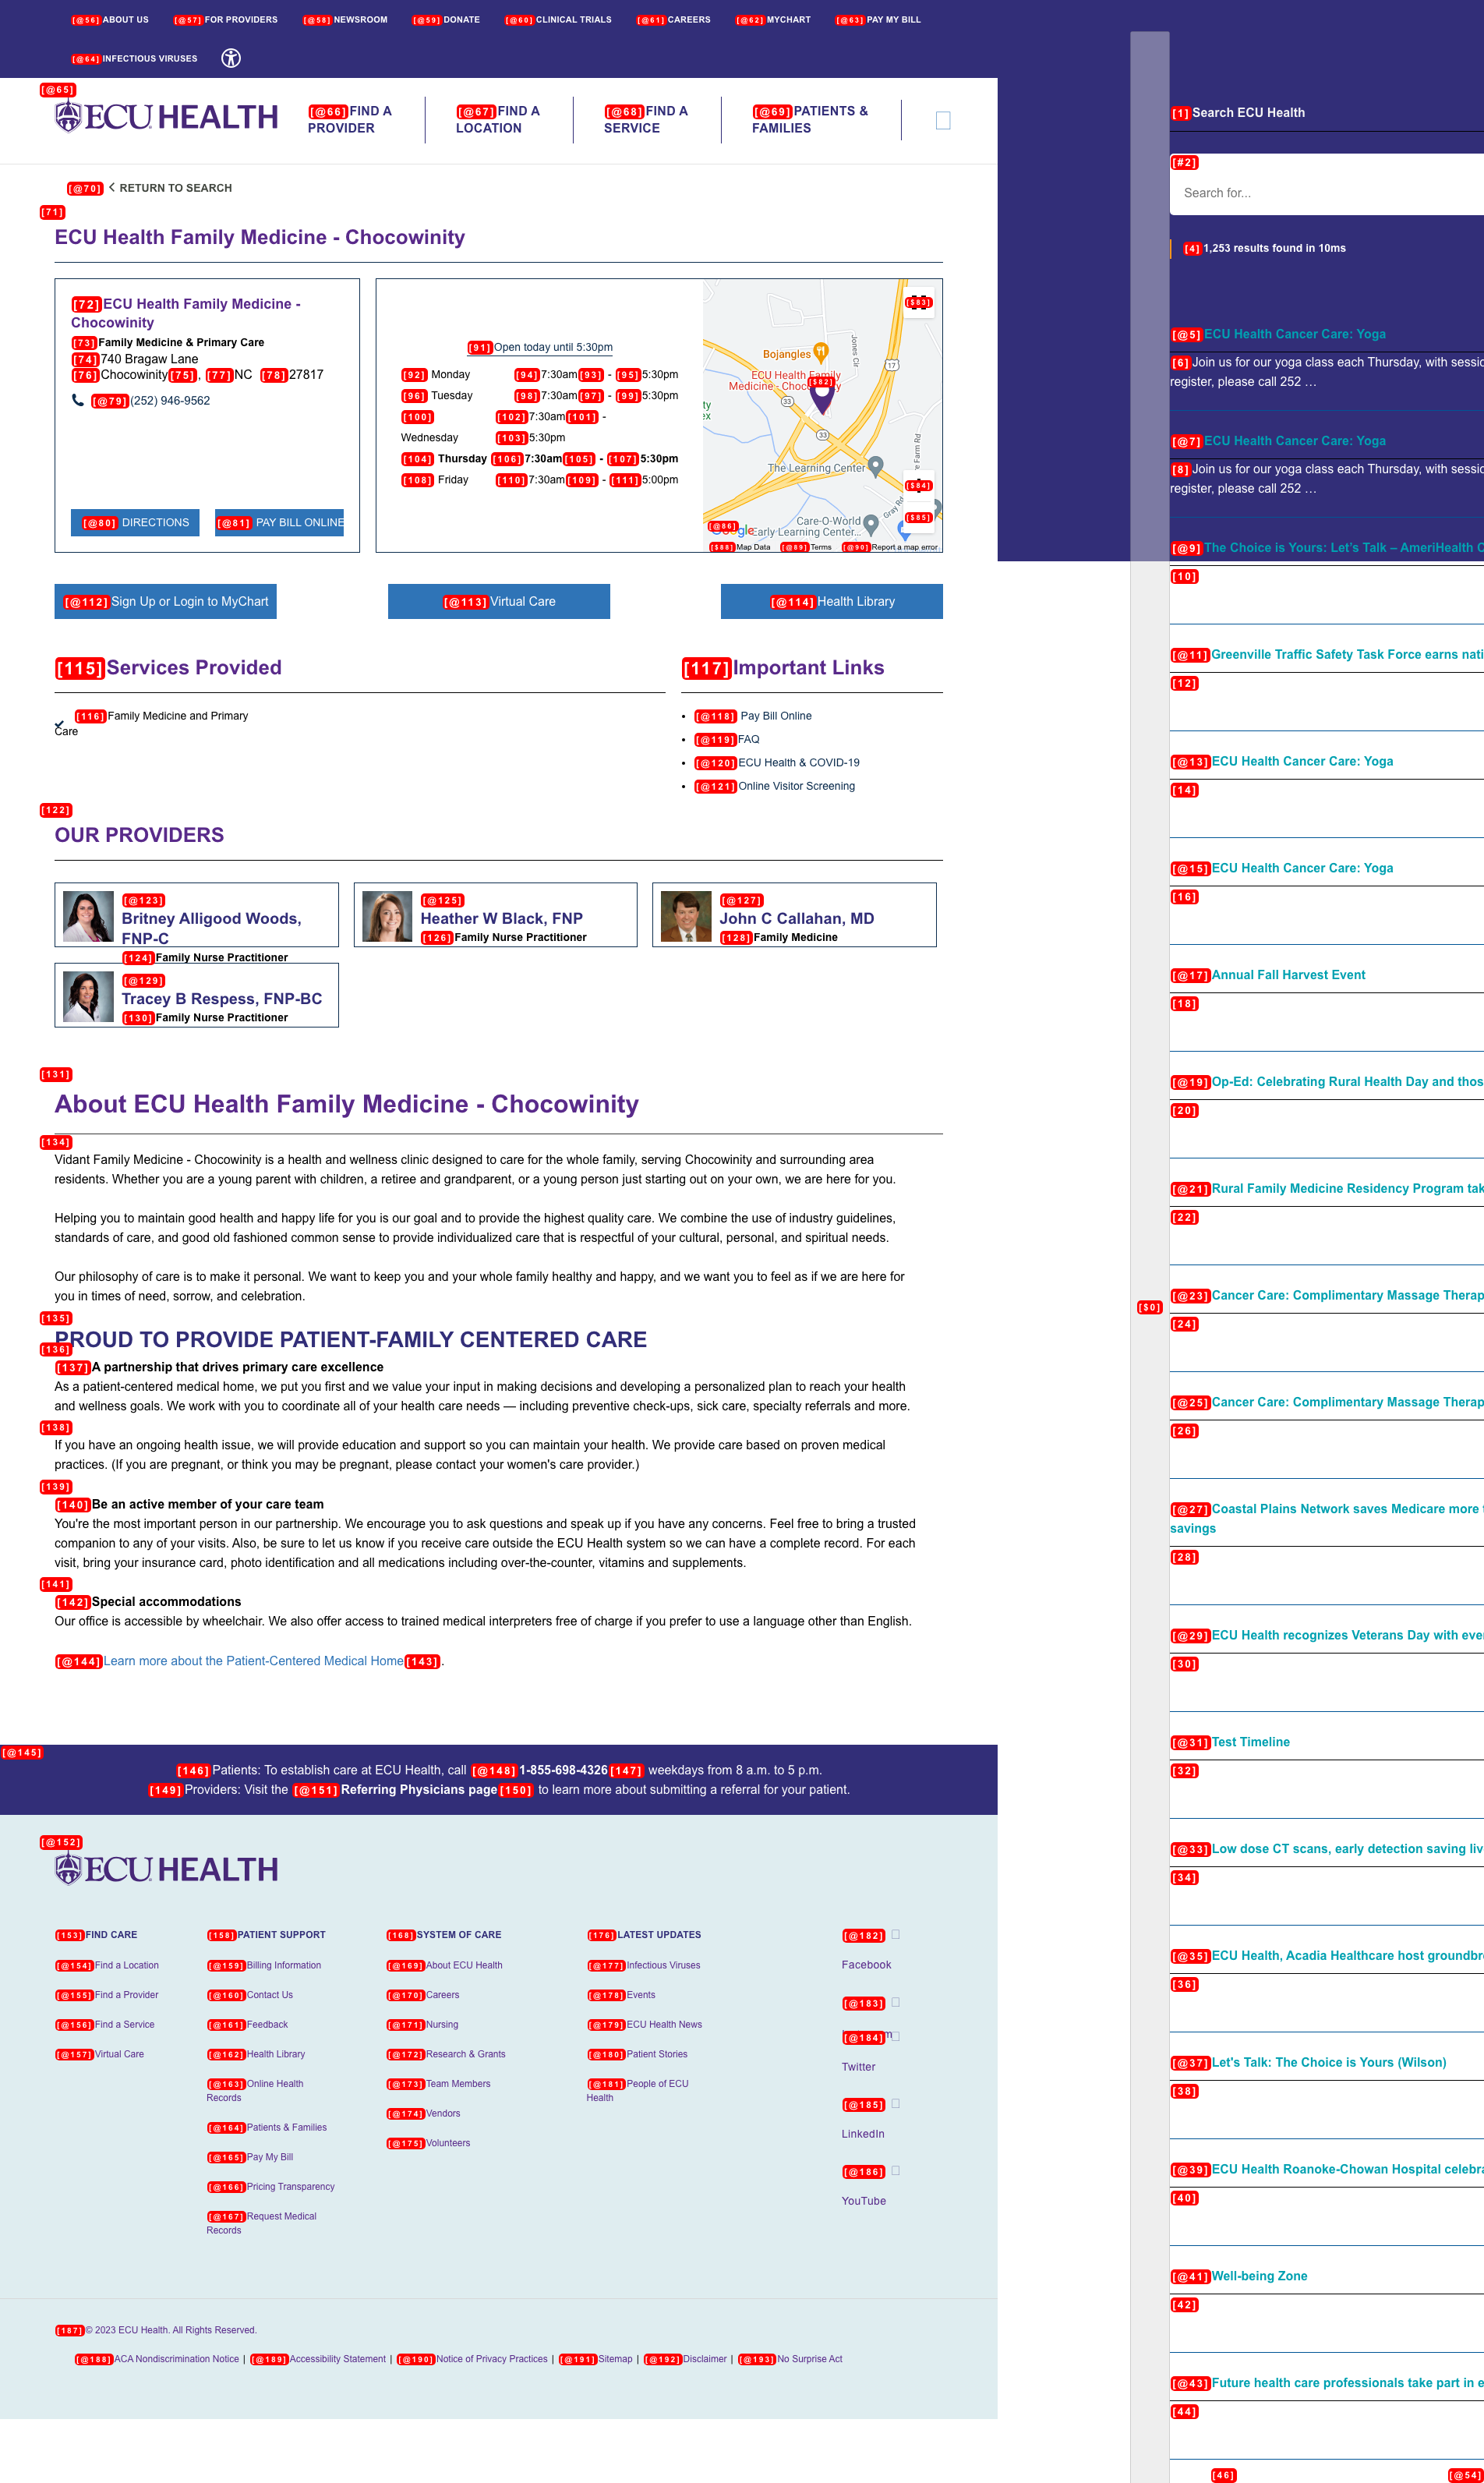 [@56] ABOUT US [@57] FOR PROVIDERS [@58] NEWSROOM [@59] DONATE [@60] CLINICAL TRIALS [@61] CAREERS [@62] MYCHART [@63] PAY MY BILL
[@64] INFECTIOUS VIRUSES
[@65]
ECU HEALTH
[@66]FIND A
PROVIDER
[@67]FIND A
LOCATION
[@68]FIND A
SERVICE
[@69]PATIENTS &
FAMILIES
[@70] RETURN TO SEARCH
[71]
ECU Health Family Medicine - Chocowinity
[72]ECU Health Family Medicine -
Chocowinity
[73]Family Medicine & Primary Care
[74]740 Bragaw Lane
[76]Chocowinity[75], [77]NC [78]27817
[@79](252) 946-9562
[@80] DIRECTIONS
[@81] PAY BILL ONLINE
[91]Open today until 5:30pm
[92] Monday [94]7:30am[93] - [95]5:30pm
[96] Tuesday [98]7:30am[97] - [99]5:30pm
[100] [102]7:30am[101] -
Wednesday [103]5:30pm
[104] Thursday [106]7:30am[105] - [107]5:30pm
[108] Friday [110]7:30am[109] - [111]5:00pm
[$83]
Bojangles
Jones Cir
17
ECU Health Family
Medicine - Choc
[$82]
33
ty
ex
33
The Learning Center
Farm Rd
[$84]
[$85]
Gray Rd
Care-O-World
Early Learning Center...
[@86]
Google
[$88]Map Data [@89]Terms [@90]Report a map error
[@112]Sign Up or Login to MyChart
[@113]Virtual Care
[@114]Health Library
[115]Services Provided
[116]Family Medicine and Primary
Care
[117]Important Links
[@118] Pay Bill Online
[@119]FAQ
[@120]ECU Health & COVID-19
[@121]Online Visitor Screening
[122]
OUR PROVIDERS
[@123]
Britney Alligood Woods,
FNP-C
[124]Family Nurse Practitioner
[@125]
Heather W Black, FNP
[126]Family Nurse Practitioner
[@127]
John C Callahan, MD
[128]Family Medicine
[@129]
Tracey B Respess, FNP-BC
[130]Family Nurse Practitioner
[131]
About ECU Health Family Medicine - Chocowinity
[134]
Vidant Family Medicine - Chocowinity is a health and wellness clinic designed to care for the whole family, serving Chocowinity and surrounding area
residents. Whether you are a young parent with children, a retiree and grandparent, or a young person just starting out on your own, we are here for you.
Helping you to maintain good health and happy life for you is our goal and to provide the highest quality care. We combine the use of industry guidelines,
standards of care, and good old fashioned common sense to provide individualized care that is respectful of your cultural, personal, and spiritual needs.
Our philosophy of care is to make it personal. We want to keep you and your whole family healthy and happy, and we want you to feel as if we are here for
you in times of need, sorrow, and celebration.
[135]
PROUD TO PROVIDE PATIENT-FAMILY CENTERED CARE
[136]
[137]A partnership that drives primary care excellence
As a patient-centered medical home, we put you first and we value your input in making decisions and developing a personalized plan to reach your health
and wellness goals. We work with you to coordinate all of your health care needs — including preventive check-ups, sick care, specialty referrals and more.
[138]
If you have an ongoing health issue, we will provide education and support so you can maintain your health. We provide care based on proven medical
practices. (If you are pregnant, or think you may be pregnant, please contact your women's care provider.)
[139]
[140]Be an active member of your care team
You're the most important person in our partnership. We encourage you to ask questions and speak up if you have any concerns. Feel free to bring a trusted
companion to any of your visits. Also, be sure to let us know if you receive care outside the ECU Health system so we can have a complete record. For each
visit, bring your insurance card, photo identification and all medications including over-the-counter, vitamins and supplements.
[141]
[142]Special accommodations
Our office is accessible by wheelchair. We also offer access to trained medical interpreters free of charge if you prefer to use a language other than English.
[@144]Learn more about the Patient-Centered Medical Home[143].
[@145]
[146]Patients: To establish care at ECU Health, call [@148]1-855-698-4326[147] weekdays from 8 a.m. to 5 p.m.
[149]Providers: Visit the [@151]Referring Physicians page[150] to learn more about submitting a referral for your patient.
[@152]
ECU HEALTH
[153]FIND CARE
[@154]Find a Location
[@155]Find a Provider
[@156]Find a Service
[@157]Virtual Care
[158]PATIENT SUPPORT
[@159]Billing Information
[@160]Contact Us
[@161]Feedback
[@162]Health Library
[@163]Online Health
Records
[@164]Patients & Families
[@165]Pay My Bill
[@166]Pricing Transparency
[@167]Request Medical
Records
[168]SYSTEM OF CARE
[@169]About ECU Health
[@170]Careers
[@171]Nursing
[@172]Research & Grants
[@173]Team Members
[@174]Vendors
[@175]Volunteers
[176]LATEST UPDATES
[@177]Infectious Viruses
[@178]Events
[@179]ECU Health News
[@180]Patient Stories
[@181]People of ECU
Health
[@182]
Facebook
[@183]
[@184]
Twitter
[@185]
LinkedIn
[@186]
YouTube
[187]© 2023 ECU Health. All Rights Reserved.
[@188]ACA Nondiscrimination Notice | [@189]Accessibility Statement | [@190]Notice of Privacy Practices | [@191]Sitemap | [@192]Disclaimer | [@193]No Surprise Act
[$0]
[1]Search ECU Health
[#2]
Search for...
[4]1,253 results found in 10ms
[@5]ECU Health Cancer Care: Yoga
[6]Join us for our yoga class each Thursday, with sessio
register, please call 252 …
[@7]ECU Health Cancer Care: Yoga
[8]Join us for our yoga class each Thursday, with sessio
register, please call 252 …
[@9]The Choice is Yours: Let's Talk – AmeriHealth C
[10]
[@11]Greenville Traffic Safety Task Force earns nati
[12]
[@13]ECU Health Cancer Care: Yoga
[14]
[@15]ECU Health Cancer Care: Yoga
[16]
[@17]Annual Fall Harvest Event
[18]
[@19]Op-Ed: Celebrating Rural Health Day and thos
[20]
[@21]Rural Family Medicine Residency Program tak
[22]
[@23]Cancer Care: Complimentary Massage Therap
[24]
[@25]Cancer Care: Complimentary Massage Therap
[26]
[@27]Coastal Plains Network saves Medicare more
savings
[28]
[@29]ECU Health recognizes Veterans Day with eve
[30]
[@31]Test Timeline
[32]
[@33]Low dose CT scans, early detection saving liv
[34]
[@35]ECU Health, Acadia Healthcare host groundbr
[36]
[@37]Let's Talk: The Choice is Yours (Wilson)
[38]
[@39]ECU Health Roanoke-Chowan Hospital celebra
[40]
[@41]Well-being Zone
[42]
[@43]Future health care professionals take part in e
[44]
[46] [@54]